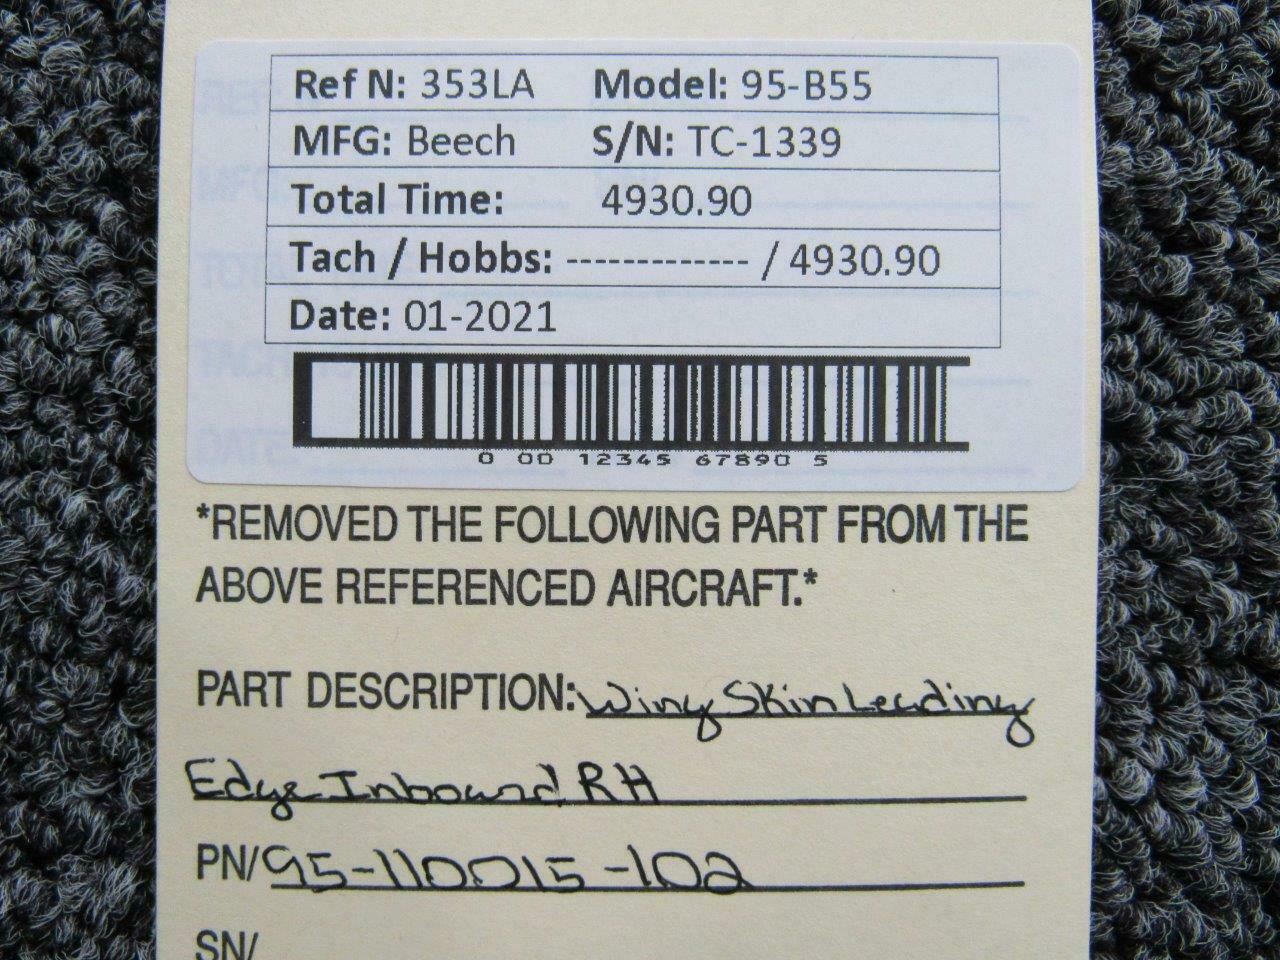 Ref N: 353LA Model: 95-B55
MFG: Beech S/N: TC-1339
Total Time: 4930.90
Tach / Hobbs: ------------- / 4930.90
Date: 01-2021
0 00 12345 67890 5
*REMOVED THE FOLLOWING PART FROM THE
ABOVE REFERENCED AIRCRAFT.*
PART DESCRIPTION: Wing Skin Leading
Edge Inboard RH
PN/ 95-110015-102
SN/